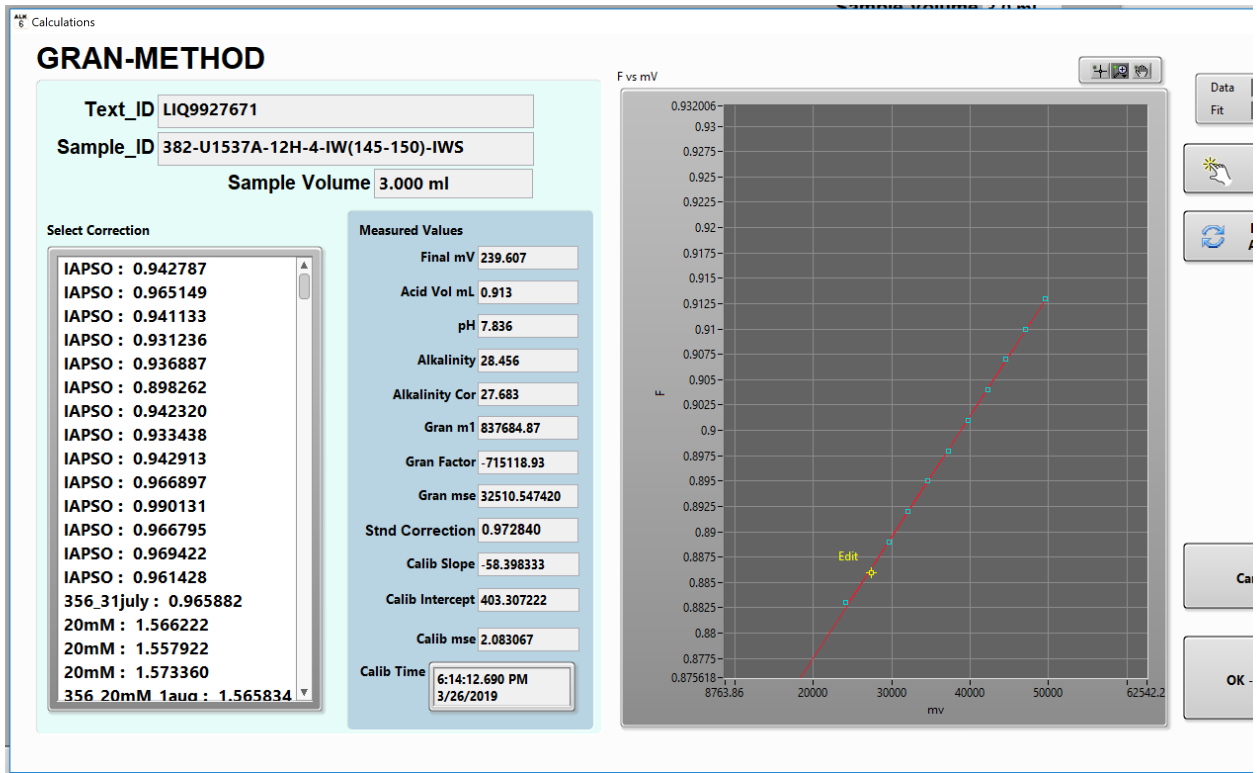 Sample Volume 3.0 ml
ALK
6
Calculations
GRAN-METHOD
Text_ID LIQ9927671
Sample_ID 382-U1537A-12H-4-IW(145-150)-IWS
Sample Volume 3.000 ml
Select Correction
IAPSO : 0.942787
IAPSO : 0.965149
IAPSO : 0.941133
IAPSO : 0.931236
IAPSO : 0.936887
IAPSO : 0.898262
IAPSO : 0.942320
IAPSO : 0.933438
IAPSO : 0.942913
IAPSO : 0.966897
IAPSO : 0.990131
IAPSO : 0.966795
IAPSO : 0.969422
IAPSO : 0.961428
356_31july : 0.965882
20mM : 1.566222
20mM : 1.557922
20mM : 1.573360
356_20mM_1aug : 1.565834
Measured Values
Final mV 239.607
Acid Vol mL 0.913
pH 7.836
Alkalinity 28.456
Alkalinity Cor 27.683
Gran m1 837684.87
Gran Factor -715118.93
Gran mse 32510.547420
Stnd Correction 0.972840
Calib Slope -58.398333
Calib Intercept 403.307222
Calib mse 2.083067
Calib Time 6:14:12.690 PM
3/26/2019
F vs mV
0.932006
0.93
0.9275
0.925
0.9225
0.92
0.9175
0.915
0.9125
0.91
0.9075
0.905
0.9025
0.9
0.8975
0.895
0.8925
0.89
0.8875
0.885
0.8825
0.88
0.8775
0.875618
F
Edit
8763.86 20000 30000 40000 50000 62542.2
mv
Data
Fit
OK -